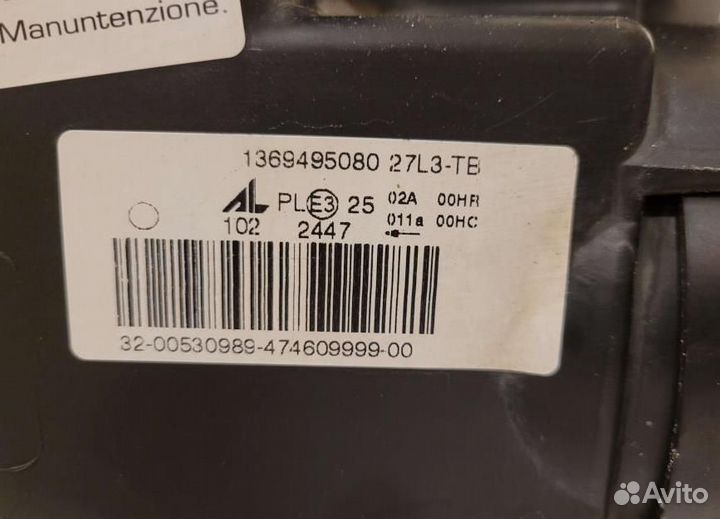 Manuntenzione.
1369495080 27L3-TB
AL PL E3 25 02A 00HR
102 2447 011a 00HC
32-00530989-474609999-00
Avito